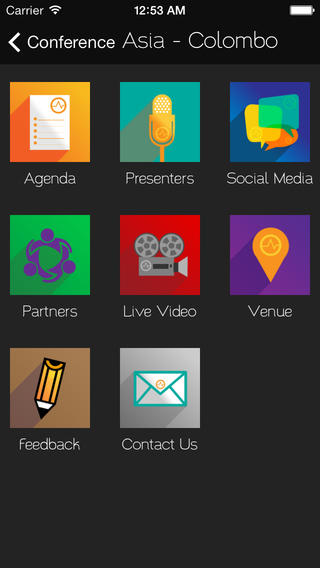 Carrier 12:53 AM
Conference Asia - Colombo
Agenda Presenters Social Media
Partners Live Video Venue
Feedback Contact Us